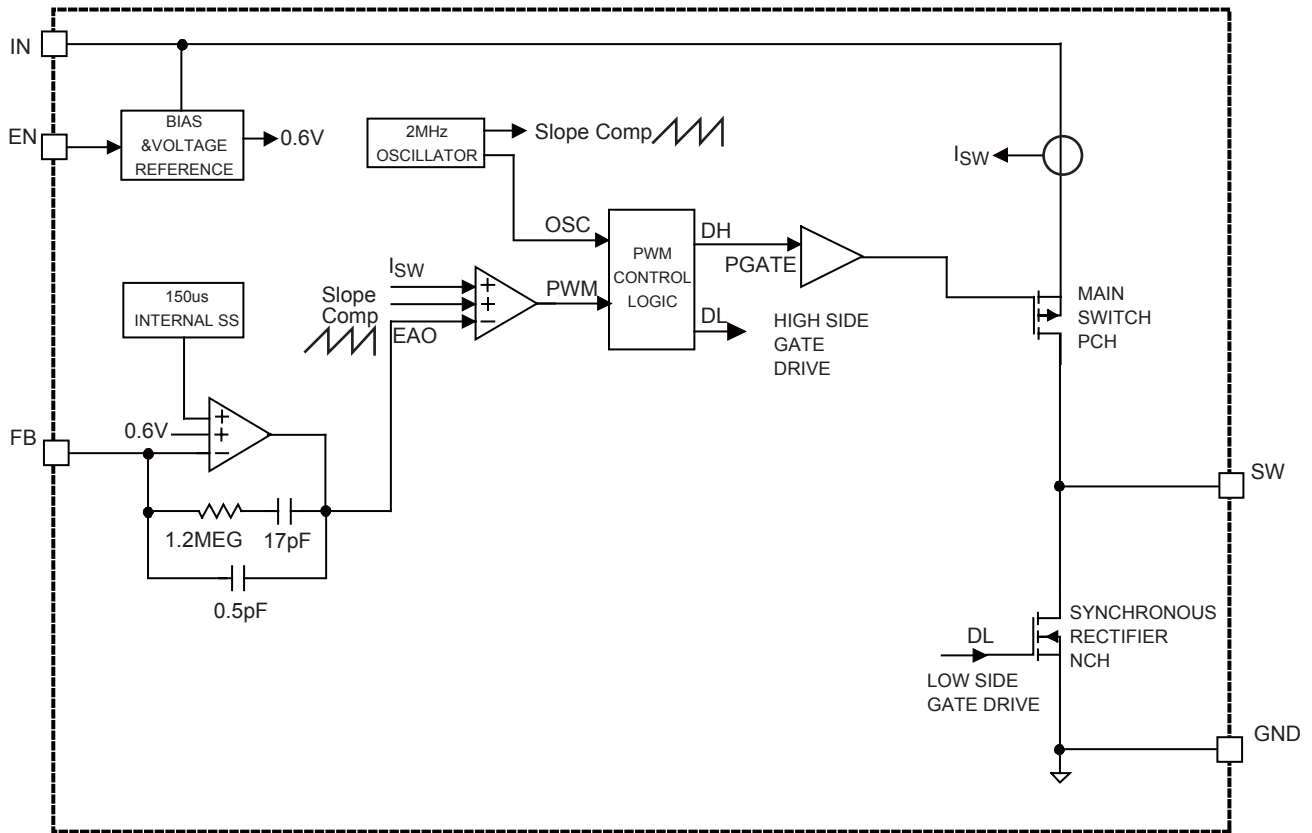 IN
BIAS
&VOLTAGE
REFERENCE
EN
0.6V
2MHz
OSCILLATOR
Slope Comp
ISW
OSC
DH
PWM
CONTROL
LOGIC
PGATE
ISW
PWM
150us
INTERNAL SS
Slope
Comp
+
+
−
EAO
DL
HIGH SIDE
GATE
DRIVE
MAIN
SWITCH
PCH
FB
0.6V
+
+
−
SW
1.2MEG
17pF
0.5pF
SYNCHRONOUS
RECTIFIER
NCH
DL
LOW SIDE
GATE DRIVE
GND